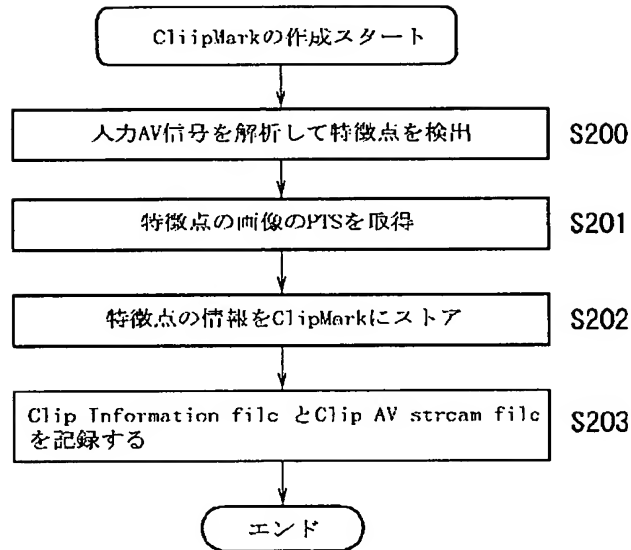 CliipMarkの作成スタート
入力AV信号を解析して特徴点を検出
S200
特徴点の画像のPTSを取得
S201
特徴点の情報をClipMarkにストア
S202
Clip Information file とClip AV stream file
を記録する
S203
エンド